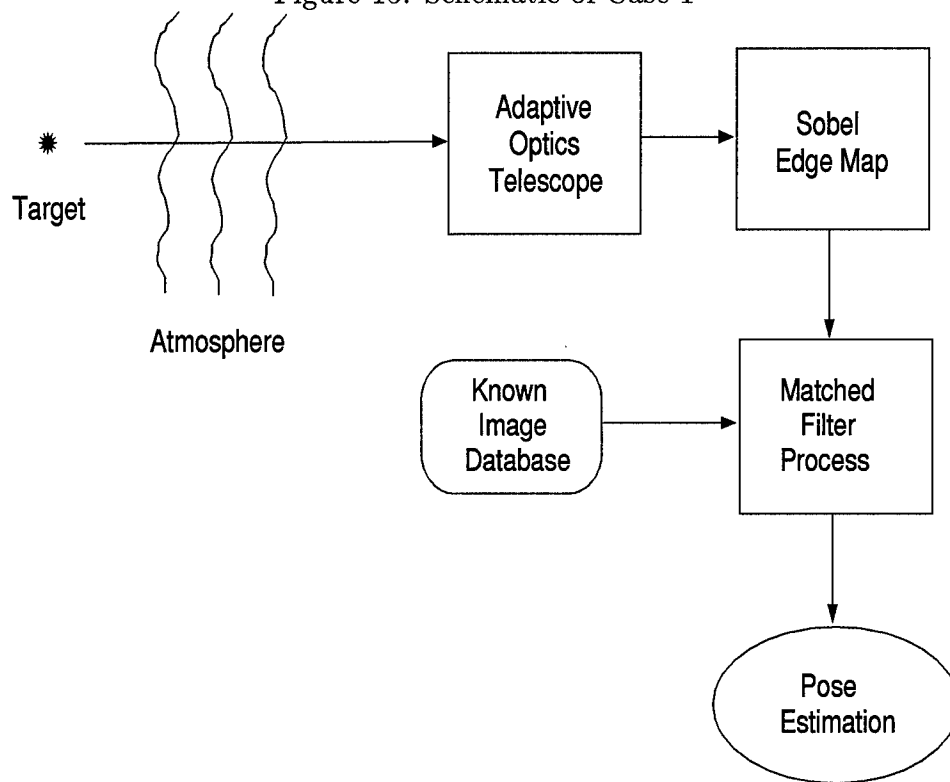 Adaptive
Optics
Telescope
Sobel
Edge Map
Target
Atmosphere
Known
Image
Database
Matched
Filter
Process
Pose
Estimation